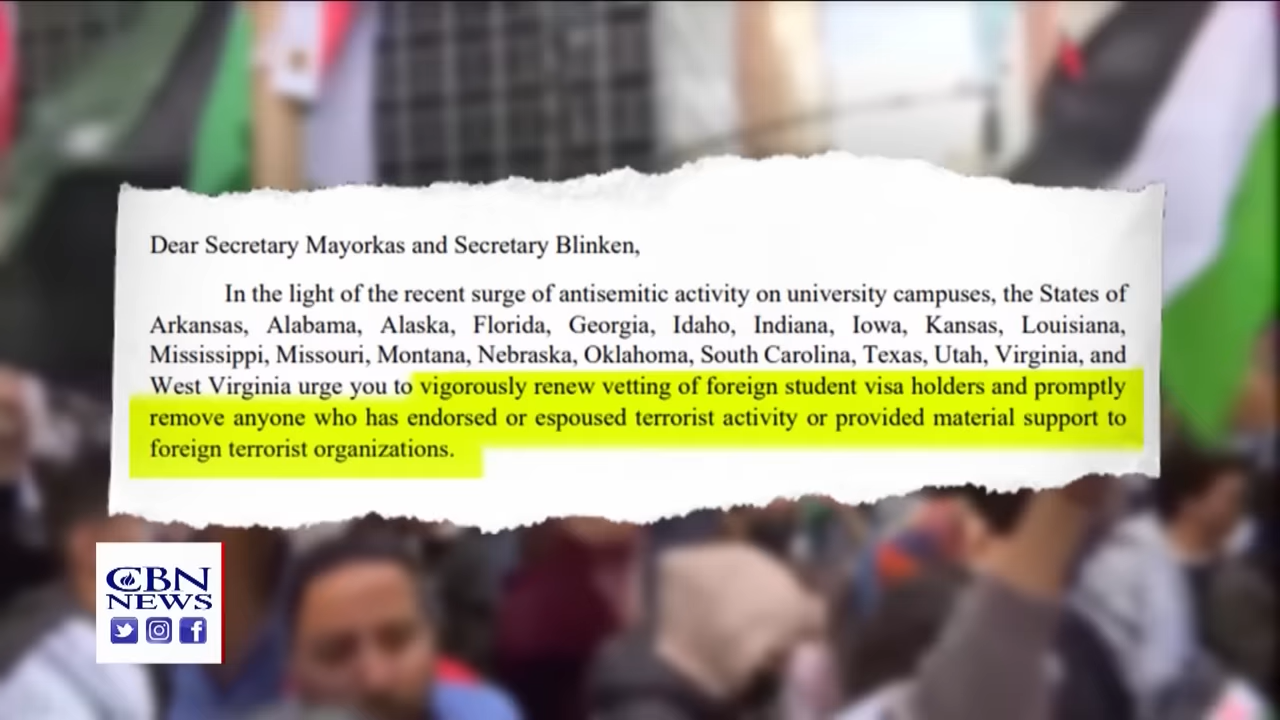 Dear Secretary Mayorkas and Secretary Blinken,
In the light of the recent surge of antisemitic activity on university campuses, the States of
Arkansas, Alabama, Alaska, Florida, Georgia, Idaho, Indiana, Iowa, Kansas, Louisiana,
Mississippi, Missouri, Montana, Nebraska, Oklahoma, South Carolina, Texas, Utah, Virginia, and
West Virginia urge you to vigorously renew vetting of foreign student visa holders and promptly
remove anyone who has endorsed or espoused terrorist activity or provided material support to
foreign terrorist organizations.
CBN
NEWS